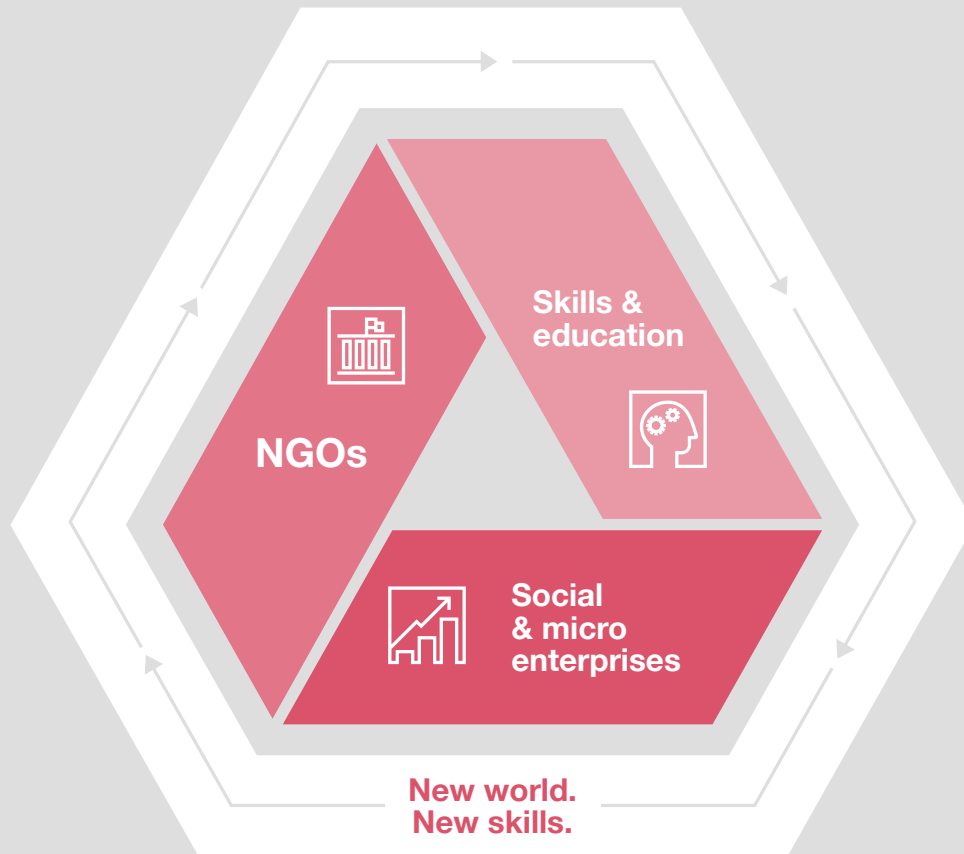 Skills &
education
NGOs
Social
& micro
enterprises
New world.
New skills.